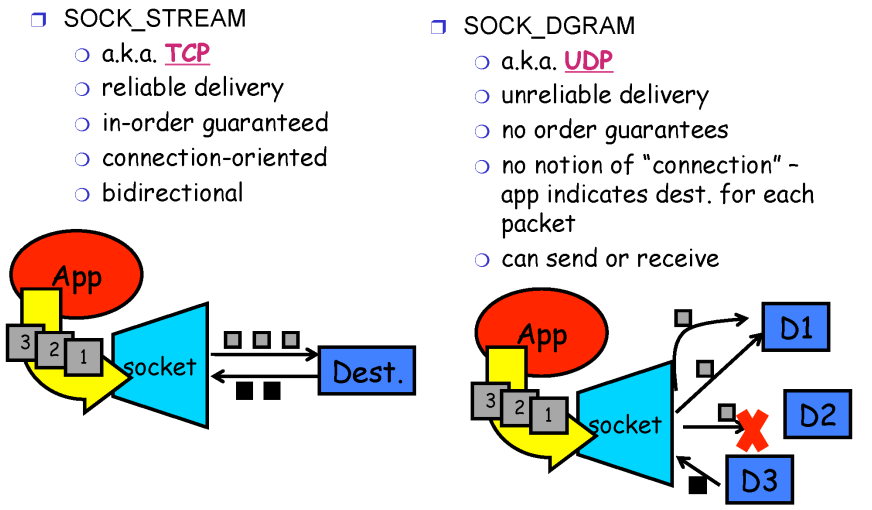 SOCK_STREAM
a.k.a. TCP
reliable delivery
in-order guaranteed
connection-oriented
bidirectional
App
3
2
1
socket
Dest.
SOCK_DGRAM
a.k.a. UDP
unreliable delivery
no order guarantees
no notion of “connection” –
app indicates dest. for each
packet
can send or receive
App
3
2
1
socket
D1
D2
D3